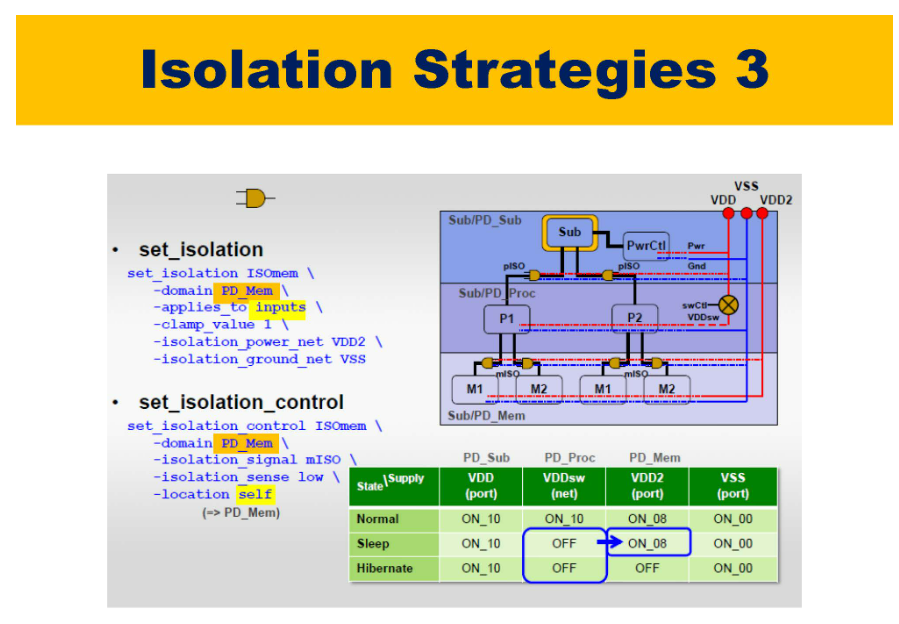 Isolation Strategies 3
• set_isolation
set_isolation ISOmem \
-domain PD_Mem \
-applies_to inputs \
-clamp_value 1 \
-isolation_power_net VDD2 \
-isolation_ground_net VSS
• set_isolation_control
set_isolation_control ISOmem \
-domain PD_Mem \
-isolation_signal mISO \
-isolation_sense low \
-location self
(=> PD_Mem)
VSS
VDD VDD2
Sub/PD_Sub
Sub
PwrCtl
Pwr
Gnd
pISO pISO
Sub/PD_Proc
P1 P2
swCtl
VDDsw
mISO mISO
M1 M2 M1 M2
Sub/PD_Mem
PD_Sub PD_Proc PD_Mem
State\Supply VDD (port) VDDsw (net) VDD2 (port) VSS (port)
Normal ON_10 ON_10 ON_08 ON_00
Sleep ON_10 OFF ON_08 ON_00
Hibernate ON_10 OFF OFF ON_00